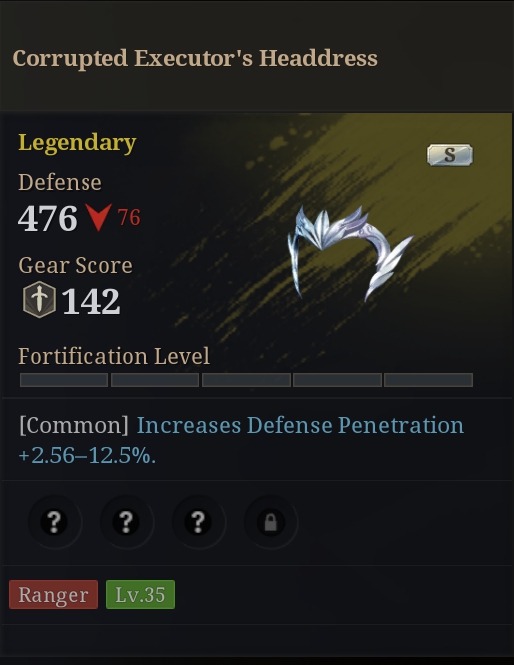 Corrupted Executor's Headdress
Legendary
S
Defense
476 76
Gear Score
142
Fortification Level
[Common] Increases Defense Penetration
+2.56–12.5%.
? ? ?
Ranger Lv.35